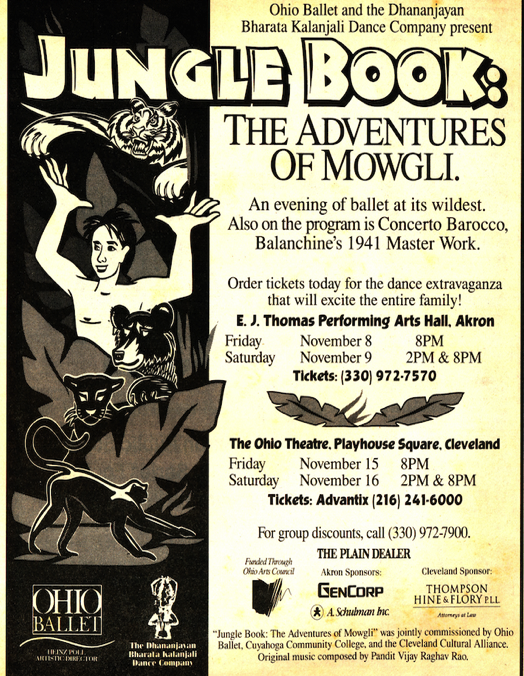 Ohio Ballet and the Dhananjayan
Bharata Kalanjali Dance Company present
JUNGLE BOOK:
THE ADVENTURES
OF MOWGLI.
An evening of ballet at its wildest.
Also on the program is Concerto Barocco,
Balanchine's 1941 Master Work.
Order tickets today for the dance extravaganza
that will excite the entire family!
E. J. Thomas Performing Arts Hall, Akron
Friday November 8 8PM
Saturday November 9 2PM & 8PM
Tickets: (330) 972-7570
The Ohio Theatre, Playhouse Square, Cleveland
Friday November 15 8PM
Saturday November 16 2PM & 8PM
Tickets: Advantix (216) 241-6000
For group discounts, call (330) 972-7900.
THE PLAIN DEALER
Funded Through
Ohio Arts Council
Akron Sponsors:
GENCORP
A. Schulman Inc.
Cleveland Sponsor:
THOMPSON
HINE & FLORY P.L.L.
Attorneys at Law
OHIO
BALLET
HEINZ POLL
ARTISTIC DIRECTOR
The Dhananjayan
Bharata Kalanjali
Dance Company
"Jungle Book: The Adventures of Mowgli" was jointly commissioned by Ohio
Ballet, Cuyahoga Community College, and the Cleveland Cultural Alliance.
Original music composed by Pandit Vijay Raghav Rao.